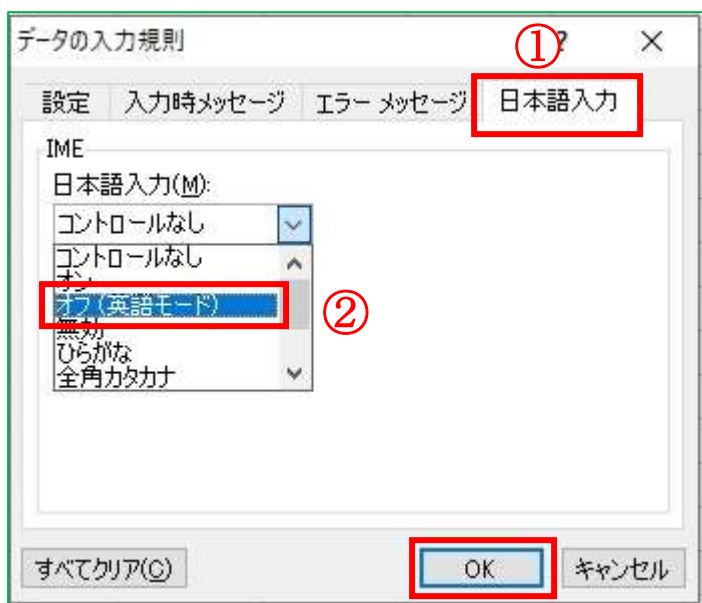 データの入力規則
①
?
設定 入力時メッセージ エラー メッセージ 日本語入力
IME
日本語入力(M):
コントロールなし
コントロールなし
オン
オフ(英語モード)
②
無効
ひらがな
全角カタカナ
すべてクリア(C) OK キャンセル